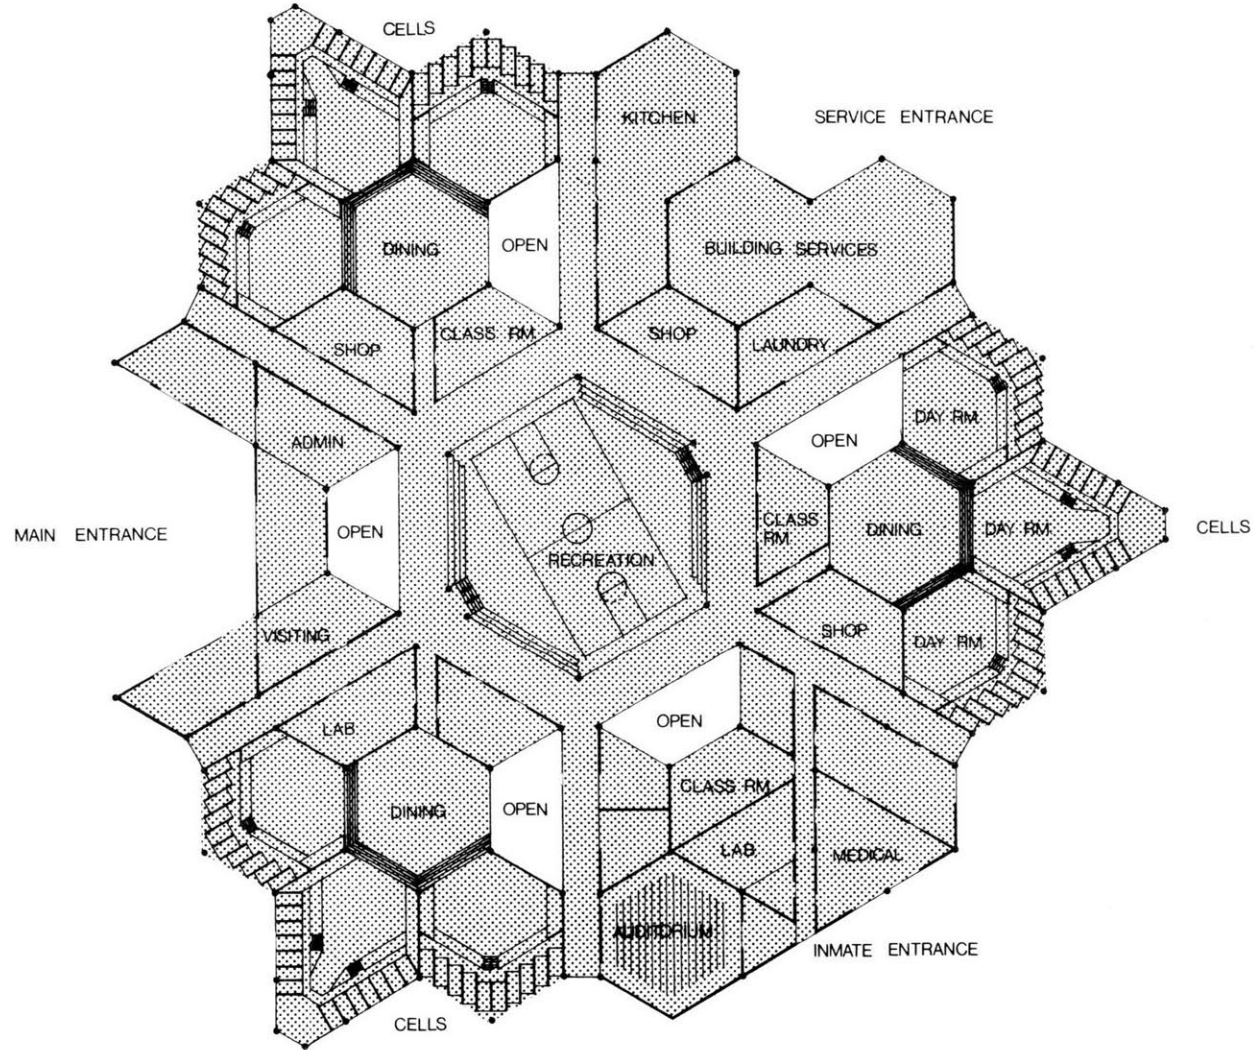 CELLS
KITCHEN
SERVICE ENTRANCE
DINING
OPEN
BUILDING SERVICES
SHOP
CLASS RM.
SHOP
LAUNDRY
DAY RM.
ADMIN
OPEN
MAIN ENTRANCE
OPEN
RECREATION
CLASS
RM.
DINING
DAY RM.
CELLS
VISITING
SHOP
DAY RM.
LAB
OPEN
DINING
OPEN
CLASS RM.
LAB
MEDICAL
AUDITORIUM
INMATE ENTRANCE
CELLS